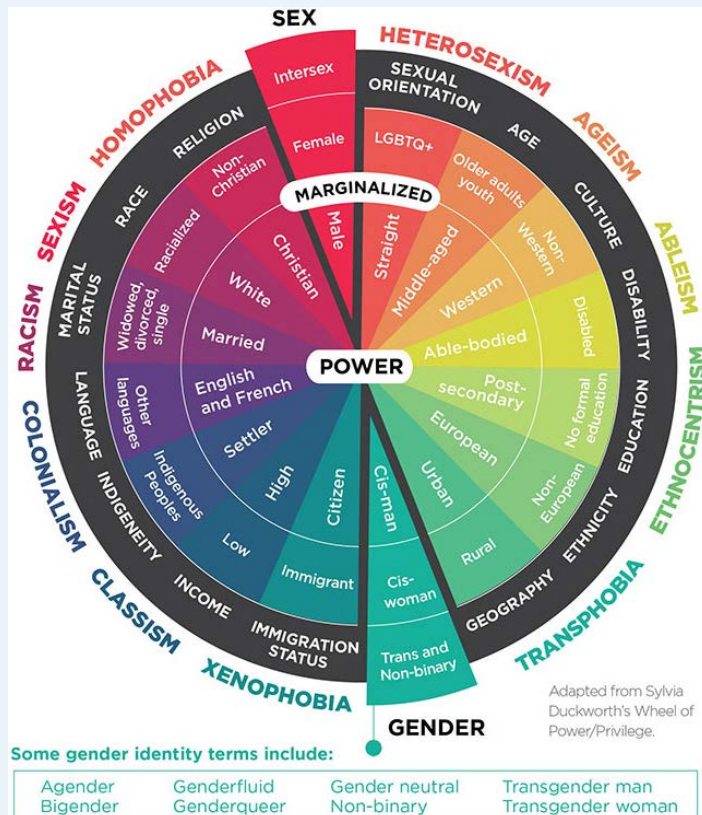 SEX
Intersex
Female
Male
HETEROSEXISM
SEXUAL
ORIENTATION
LGBTQ+
Straight
AGEISM
AGE
Older adults
youth
Middle-aged
CULTURE
Non-
Western
Western
ABLEISM
DISABILITY
Disabled
Able-bodied
EDUCATION
No formal
education
Post-
secondary
ETHNOCENTRISM
ETHNICITY
Non-
European
European
GEOGRAPHY
Rural
Urban
TRANSPHOBIA
Cis-man
Cis-
woman
Trans and
Non-binary
GENDER
XENOPHOBIA
IMMIGRATION
STATUS
Immigrant
Citizen
CLASSISM
INCOME
Low
High
COLONIALISM
INDIGENEITY
Indigenous
Peoples
Settler
LANGUAGE
Other
languages
English
and French
RACISM
MARITAL
STATUS
Widowed,
divorced,
single
Married
SEXISM
RACE
Racialized
White
HOMOPHOBIA
RELIGION
Non-
Christian
Christian
MARGINALIZED
POWER
Adapted from Sylvia
Duckworth's Wheel of
Power/Privilege.
Some gender identity terms include:
Agender Genderfluid Gender neutral Transgender man
Bigender Genderqueer Non-binary Transgender woman